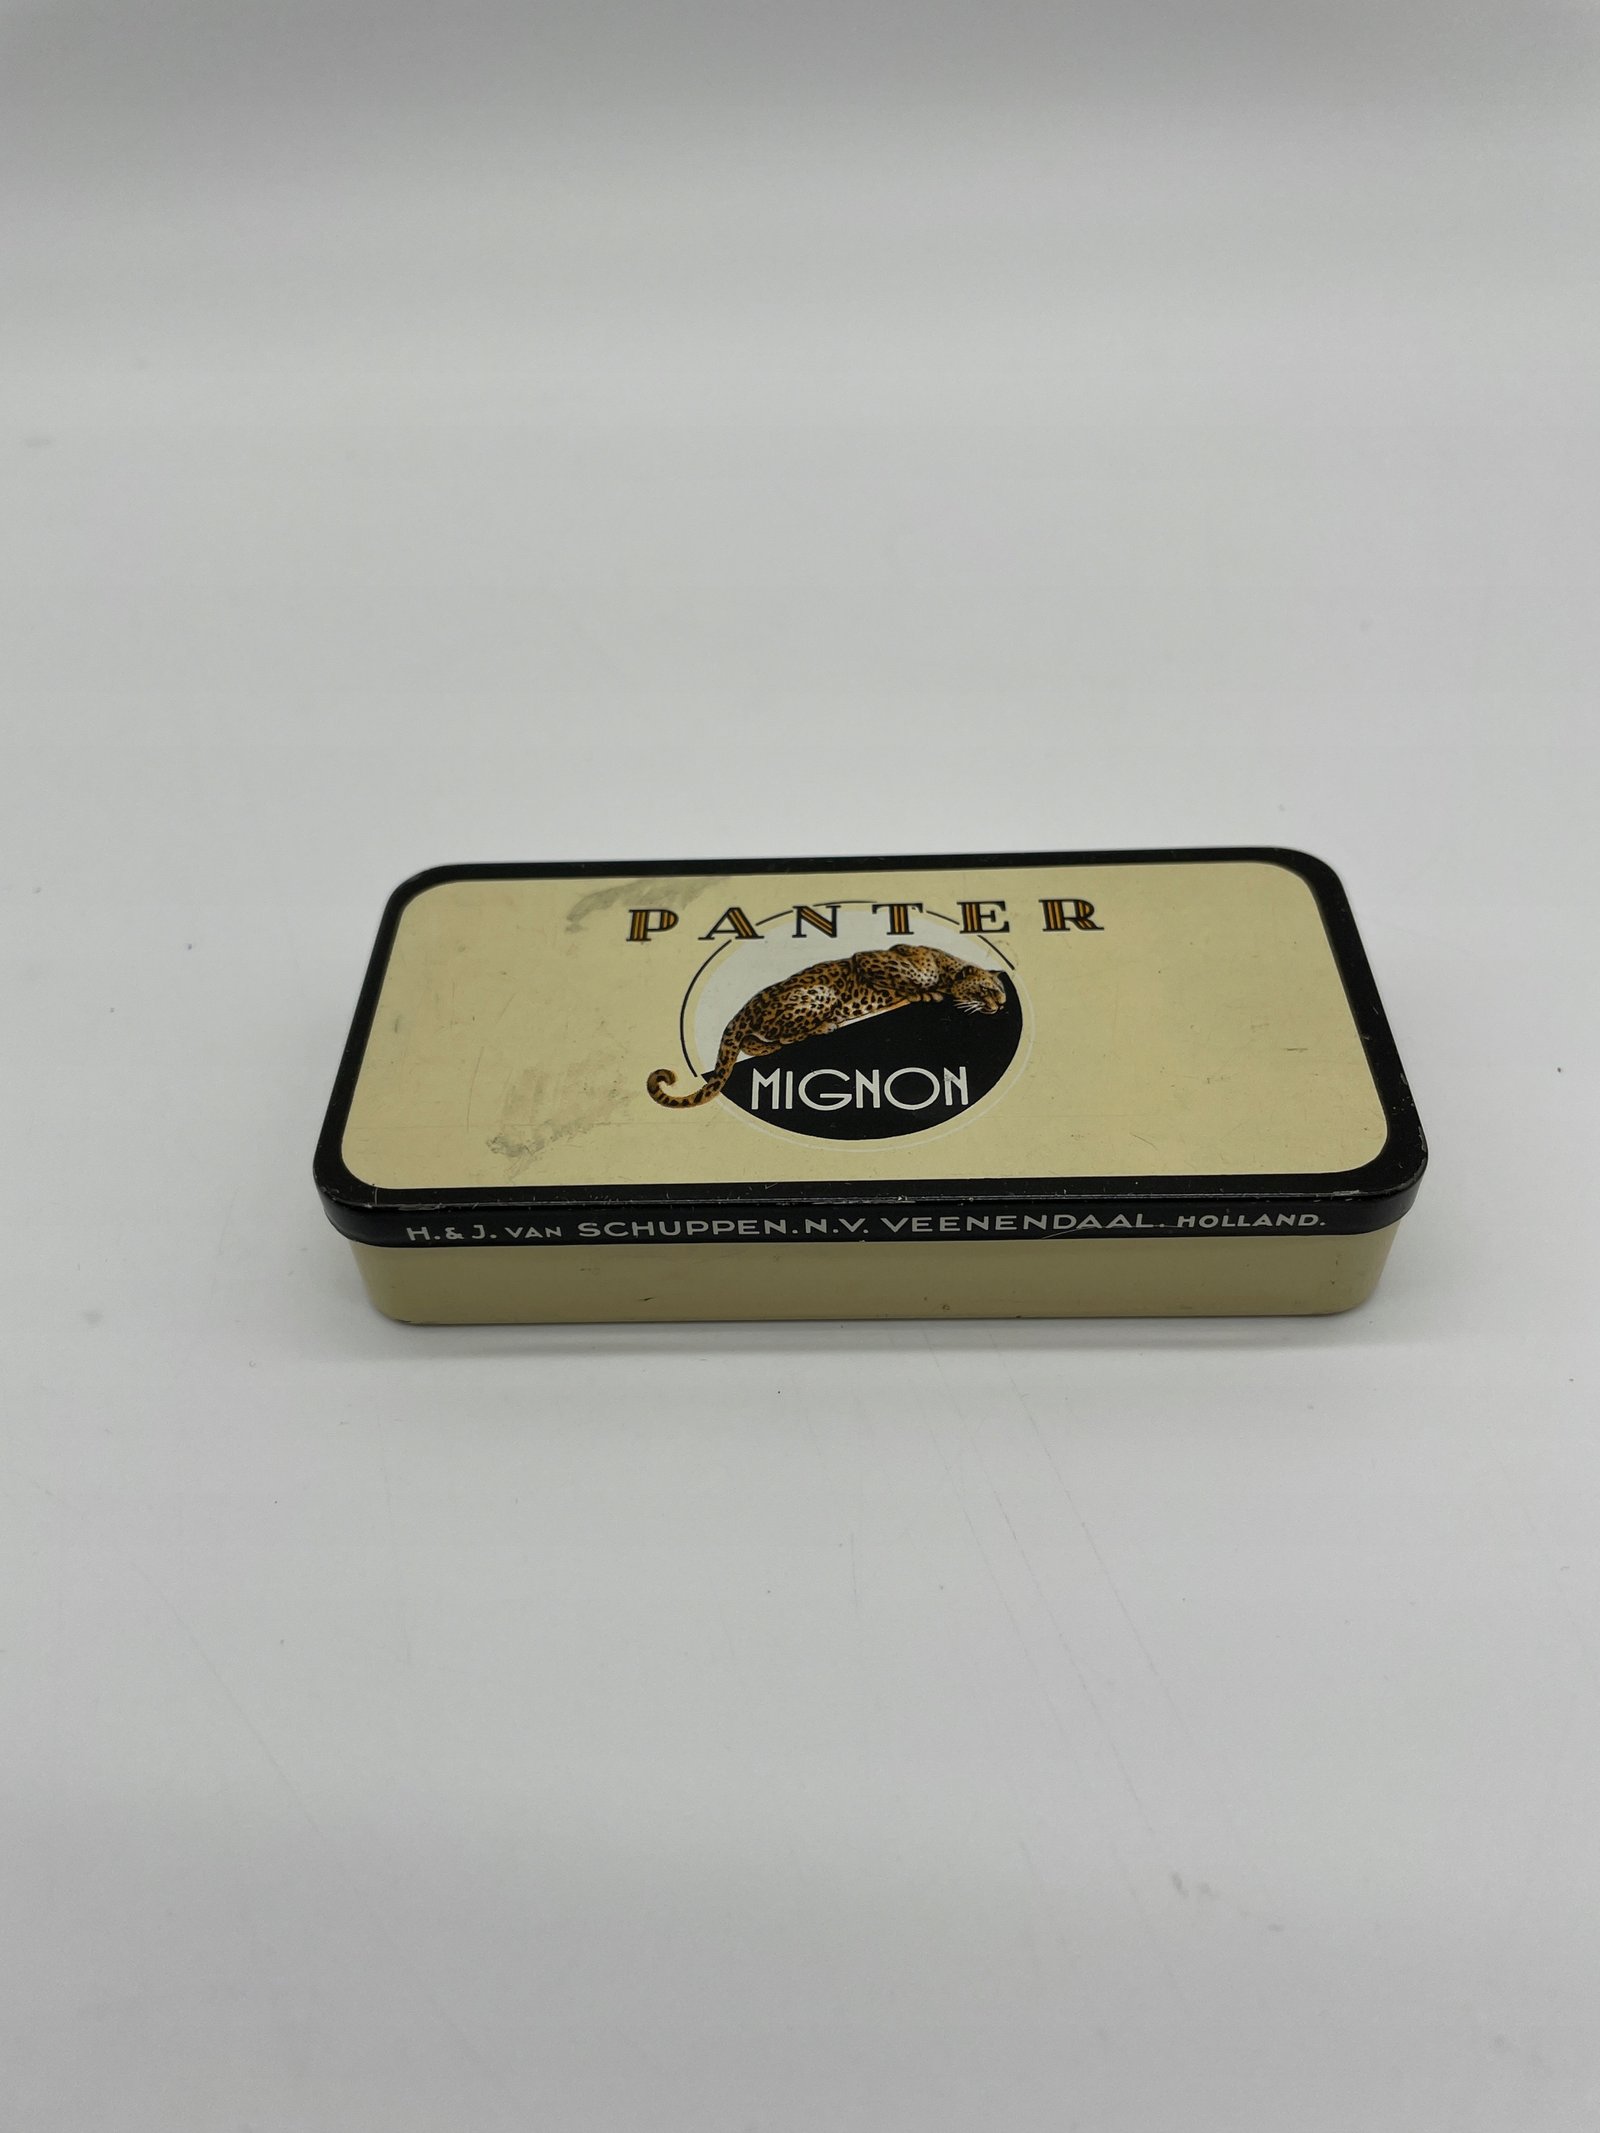 PANTER
MIGNON
H. & J. VAN SCHUPPEN. N.V. VEENENDAAL. HOLLAND.